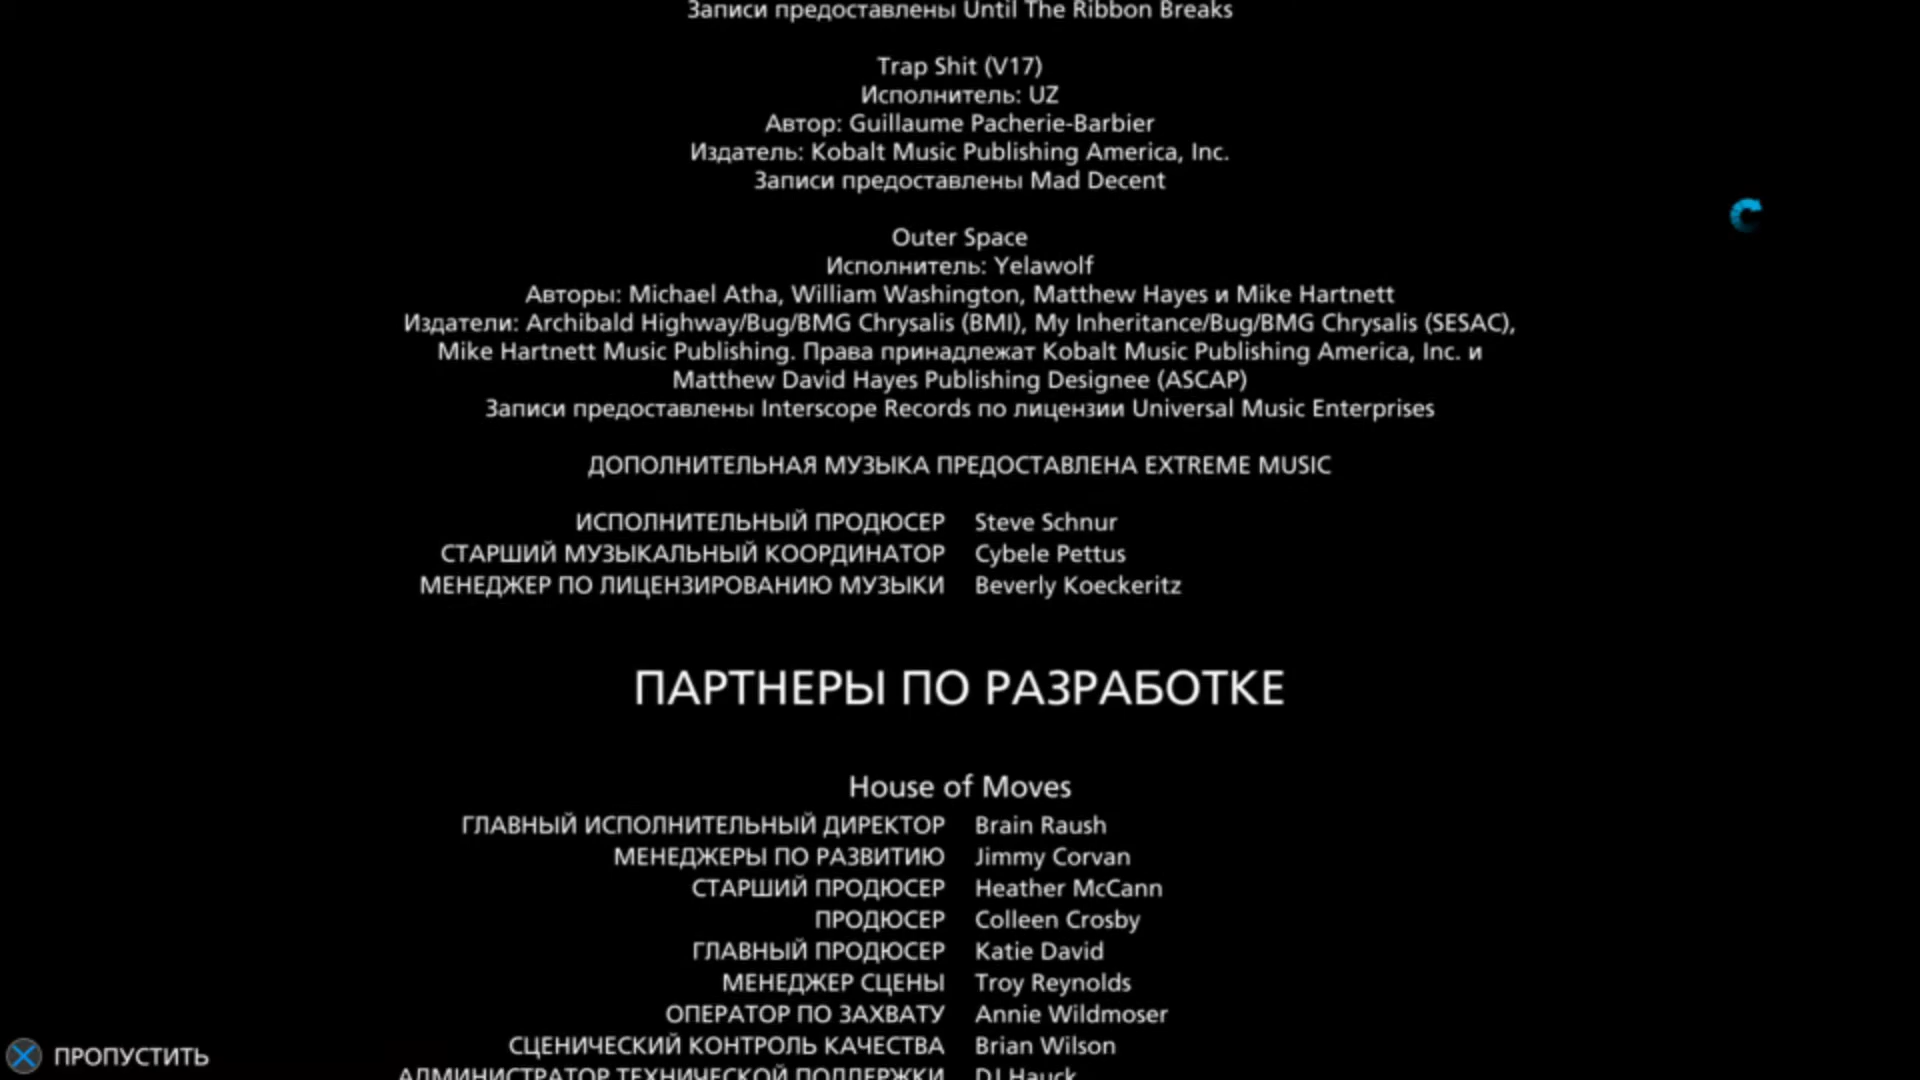 Записи предоставлены Until The Ribbon Breaks
Trap Shit (V17)
Исполнитель: UZ
Автор: Guillaume Pacherie-Barbier
Издатель: Kobalt Music Publishing America, Inc.
Записи предоставлены Mad Decent
Outer Space
Исполнитель: Yelawolf
Авторы: Michael Atha, William Washington, Matthew Hayes и Mike Hartnett
Издатели: Archibald Highway/Bug/BMG Chrysalis (BMI), My Inheritance/Bug/BMG Chrysalis (SESAC),
Mike Hartnett Music Publishing. Права принадлежат Kobalt Music Publishing America, Inc. и
Matthew David Hayes Publishing Designee (ASCAP)
Записи предоставлены Interscope Records по лицензии Universal Music Enterprises
ДОПОЛНИТЕЛЬНАЯ МУЗЫКА ПРЕДОСТАВЛЕНА EXTREME MUSIC
ИСПОЛНИТЕЛЬНЫЙ ПРОДЮСЕР Steve Schnur
СТАРШИЙ МУЗЫКАЛЬНЫЙ КООРДИНАТОР Cybele Pettus
МЕНЕДЖЕР ПО ЛИЦЕНЗИРОВАНИЮ МУЗЫКИ Beverly Koeckeritz
ПАРТНЕРЫ ПО РАЗРАБОТКЕ
House of Moves
ГЛАВНЫЙ ИСПОЛНИТЕЛЬНЫЙ ДИРЕКТОР Brain Raush
МЕНЕДЖЕРЫ ПО РАЗВИТИЮ Jimmy Corvan
СТАРШИЙ ПРОДЮСЕР Heather McCann
ПРОДЮСЕР Colleen Crosby
ГЛАВНЫЙ ПРОДЮСЕР Katie David
МЕНЕДЖЕР СЦЕНЫ Troy Reynolds
ОПЕРАТОР ПО ЗАХВАТУ Annie Wildmoser
СЦЕНИЧЕСКИЙ КОНТРОЛЬ КАЧЕСТВА Brian Wilson
АДМИНИСТРАТОР ТЕХНИЧЕСКОЙ ПОДДЕРЖКИ DJ Hauck
ПРОПУСТИТЬ